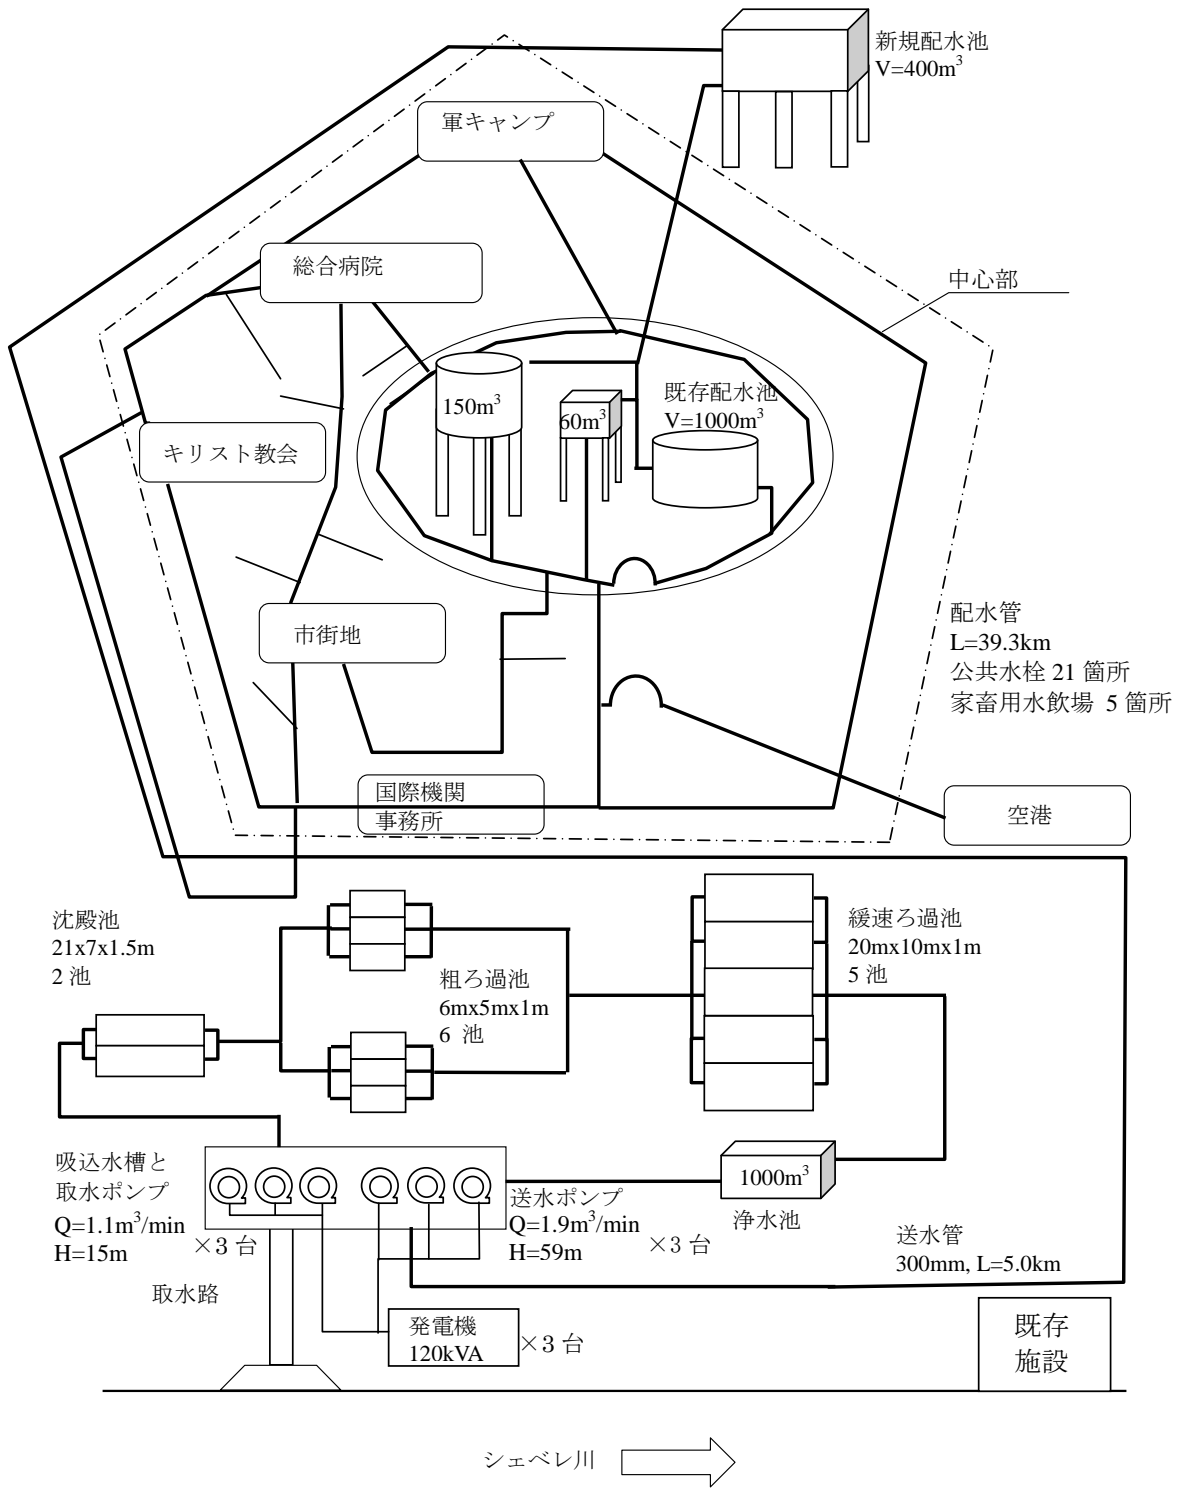 新規配水池
V=400m³
軍キャンプ
総合病院
中心部
既存配水池
V=1000m³
150m³
60m³
キリスト教会
市街地
配水管
L=39.3km
公共水栓 21 箇所
家畜用水飲場 5 箇所
国際機関
事務所
空港
沈殿池
21x7x1.5m
2 池
粗ろ過池
6mx5mx1m
6 池
緩速ろ過池
20mx10mx1m
5 池
吸込水槽と
取水ポンプ
Q=1.1m³/min
H=15m
×3 台
送水ポンプ
Q=1.9m³/min
H=59m
×3 台
1000m³
浄水池
送水管
300mm, L=5.0km
取水路
発電機
120kVA
×3 台
既存
施設
シェベレ川